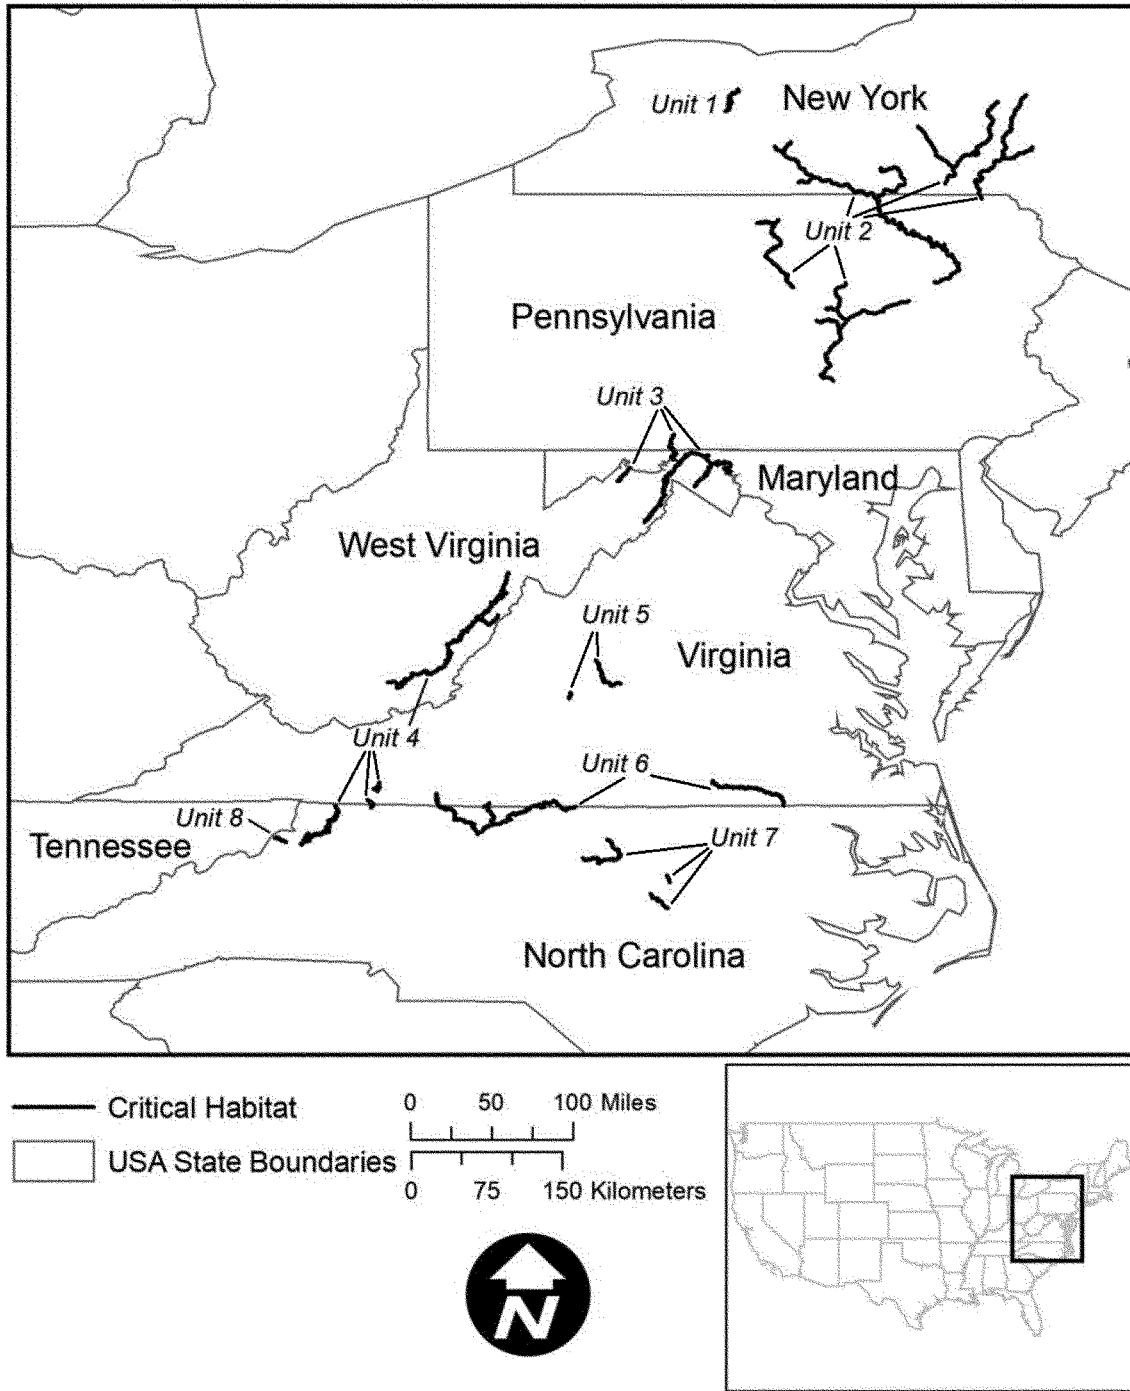 Unit 1
New York
Unit 2
Pennsylvania
Unit 3
Maryland
West Virginia
Unit 5
Virginia
Unit 4
Unit 6
Unit 8
Tennessee
Unit 7
North Carolina
Critical Habitat
USA State Boundaries
0 50 100 Miles
0 75 150 Kilometers
N